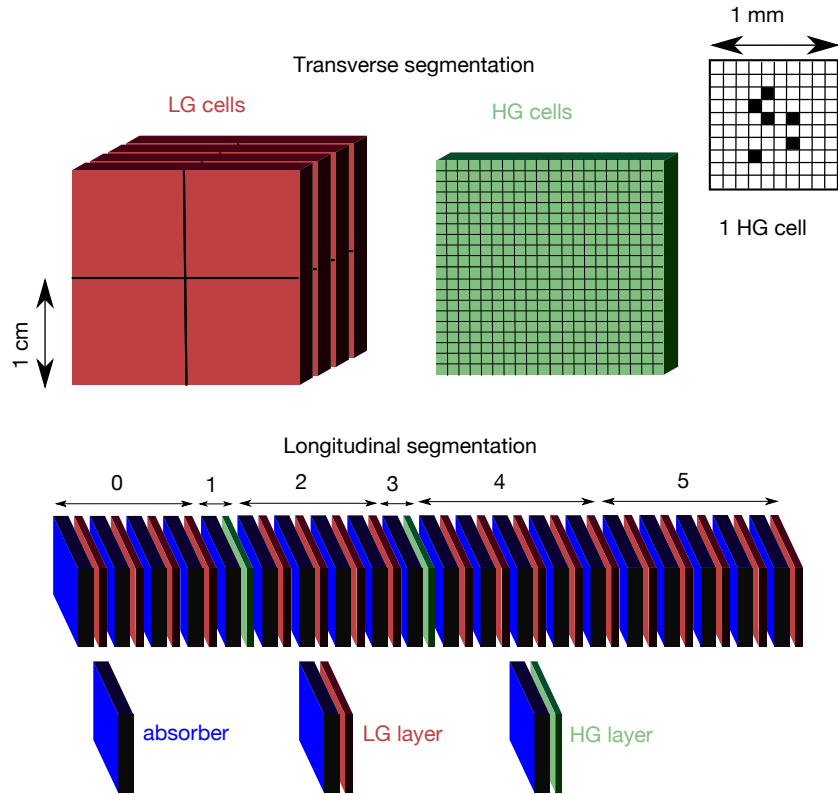 1 mm
Transverse segmentation
LG cells
HG cells
1 HG cell
1 cm
Longitudinal segmentation
0 1 2 3 4 5
absorber
LG layer
HG layer